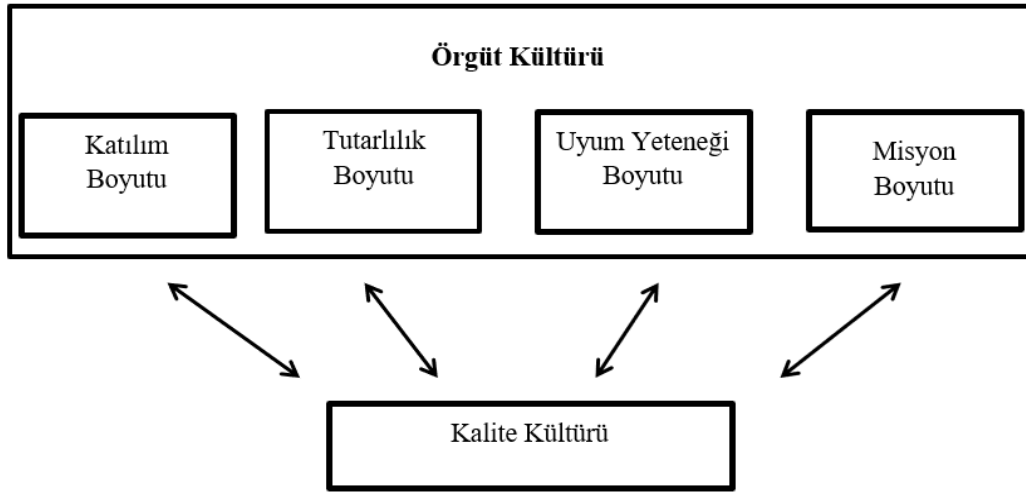 Örgüt Kültürü
Katılım
Boyutu
Tutarlılık
Boyutu
Uyum Yeteneği
Boyutu
Misyon
Boyutu
Kalite Kültürü